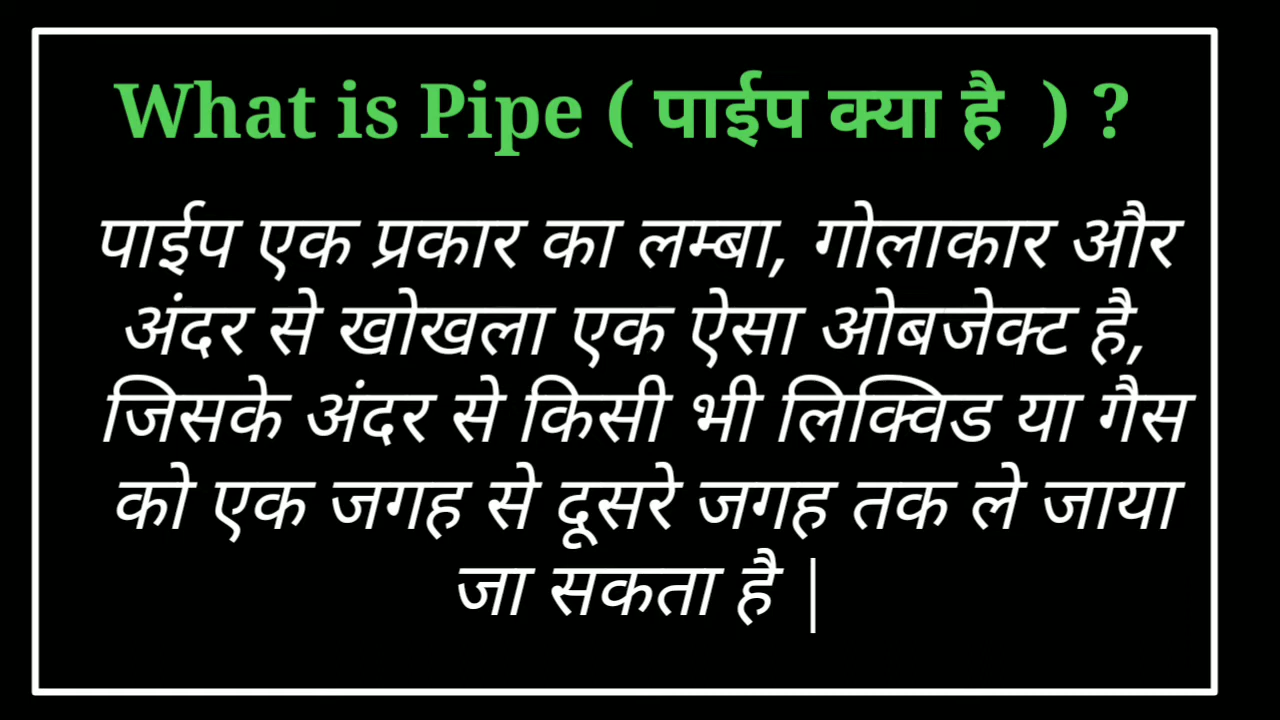 What is Pipe ( पाईप क्या है ) ?
पाईप एक प्रकार का लम्बा, गोलाकार और
अंदर से खोखला एक ऐसा ओबजेक्ट है,
जिसके अंदर से किसी भी लिक्विड या गैस
को एक जगह से दूसरे जगह तक ले जाया
जा सकता है |